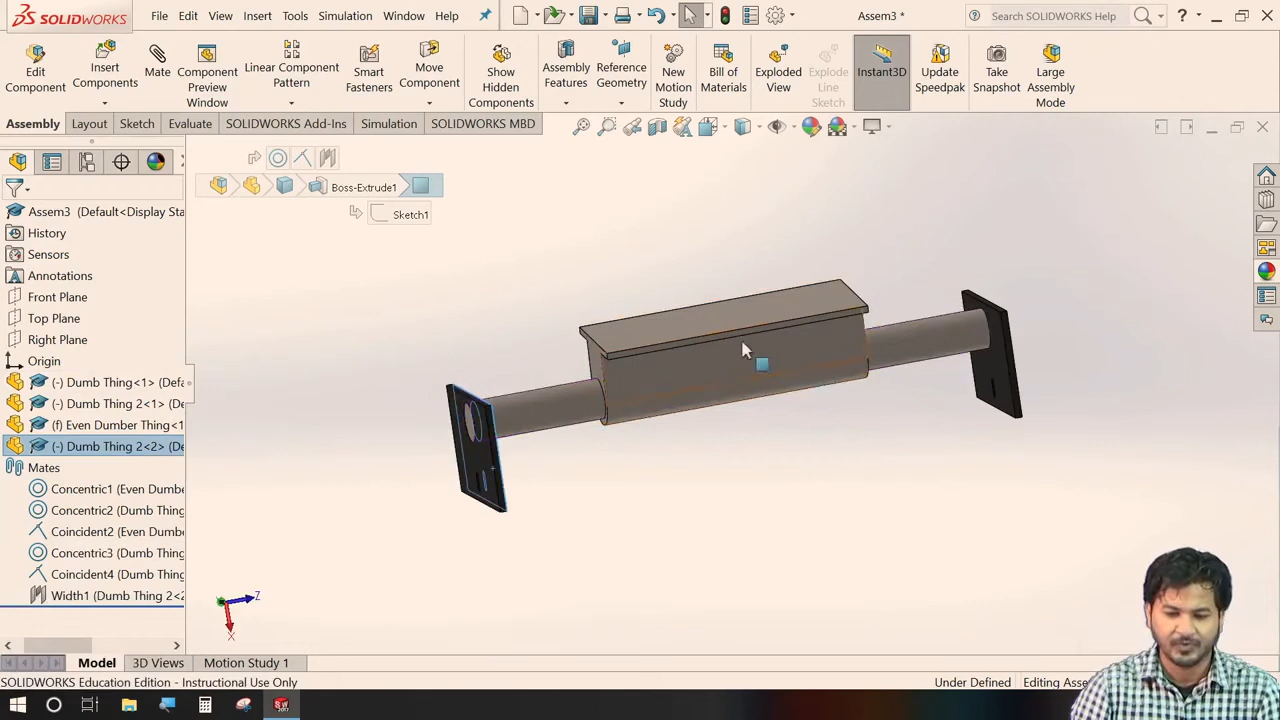 SOLIDWORKS File Edit View Insert Tools Simulation Window Help Assem3 * Search SOLIDWORKS Help
Edit Component
Insert Components
Mate
Component Preview Window
Linear Component Pattern
Smart Fasteners
Move Component
Show Hidden Components
Assembly Features
Reference Geometry
New Motion Study
Bill of Materials
Exploded View
Explode Line Sketch
Instant3D
Update Speedpak
Take Snapshot
Large Assembly Mode
Assembly Layout Sketch Evaluate SOLIDWORKS Add-Ins Simulation SOLIDWORKS MBD
Boss-Extrude1
Sketch1
Assem3 (Default<Display Sta
History
Sensors
Annotations
Front Plane
Top Plane
Right Plane
Origin
(-) Dumb Thing<1> (Defa
(-) Dumb Thing 2<1> (De
(f) Even Dumber Thing<1
(-) Dumb Thing 2<2> (De
Mates
Concentric1 (Even Dumbe
Concentric2 (Dumb Thing
Coincident2 (Even Dumbe
Concentric3 (Dumb Thing
Coincident4 (Dumb Thing
Width1 (Dumb Thing 2<2
Z
X
Model 3D Views Motion Study 1
SOLIDWORKS Education Edition - Instructional Use Only Under Defined Editing Asse